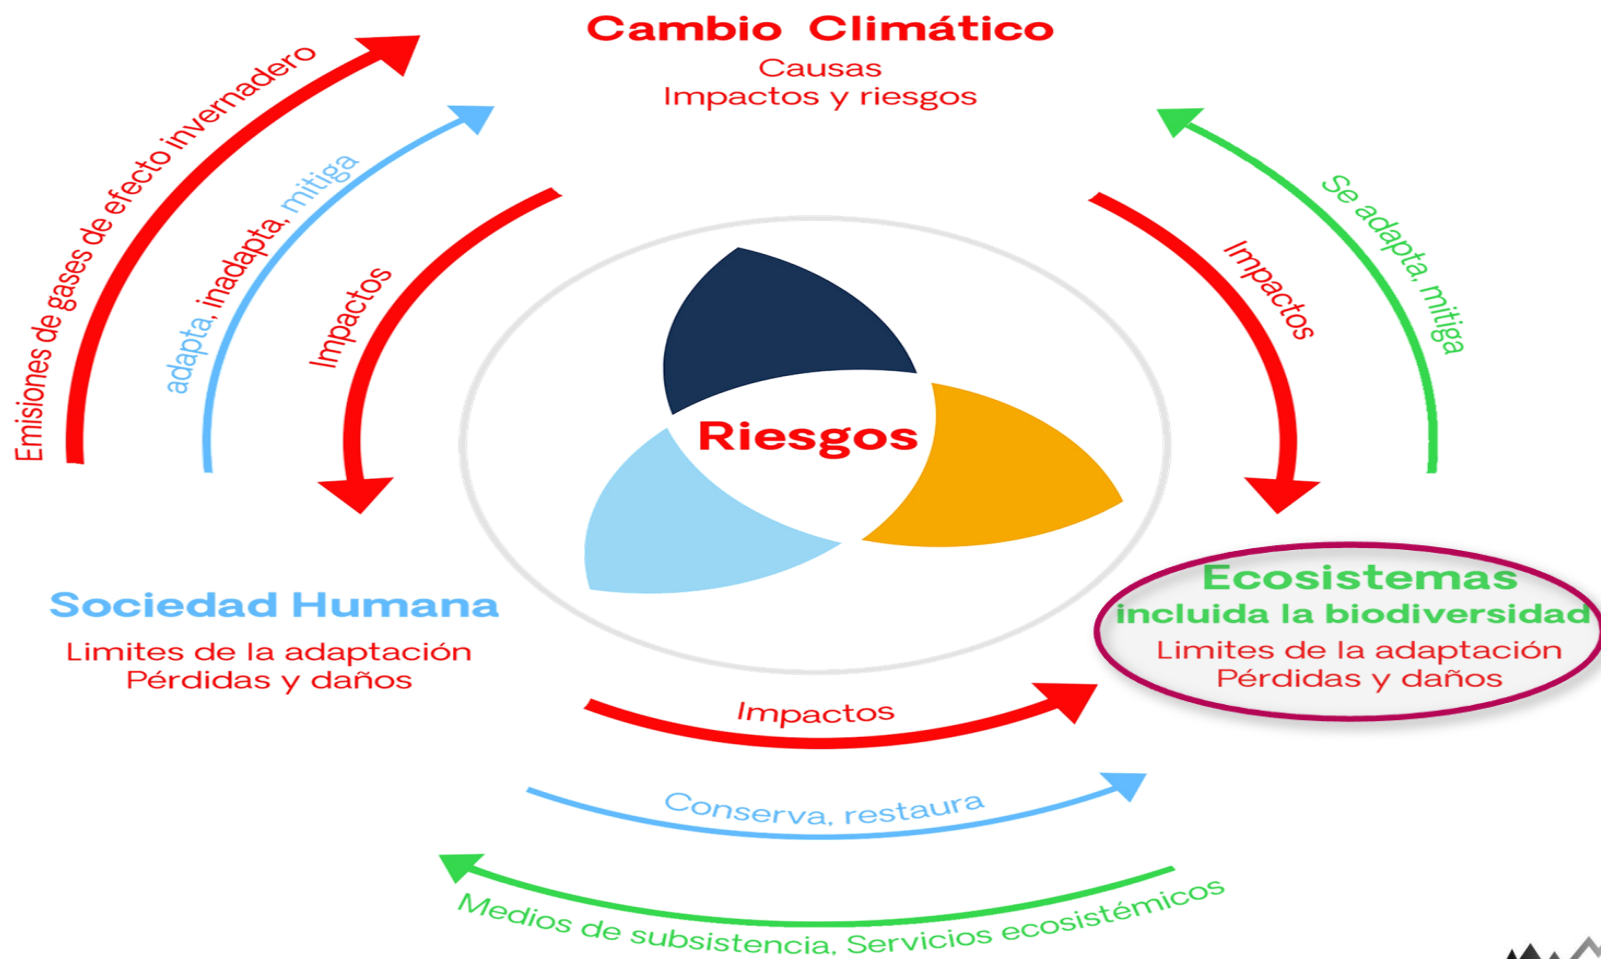 Cambio Climático
Causas
Impactos y riesgos
Emisiones de gases de efecto invernadero
adapta, inadapta, mitiga
Impactos
Impactos
Se adapta, mitiga
Riesgos
Sociedad Humana
Limites de la adaptación
Pérdidas y daños
Ecosistemas
incluida la biodiversidad
Limites de la adaptación
Pérdidas y daños
Impactos
Conserva, restaura
Medios de subsistencia, Servicios ecosistémicos